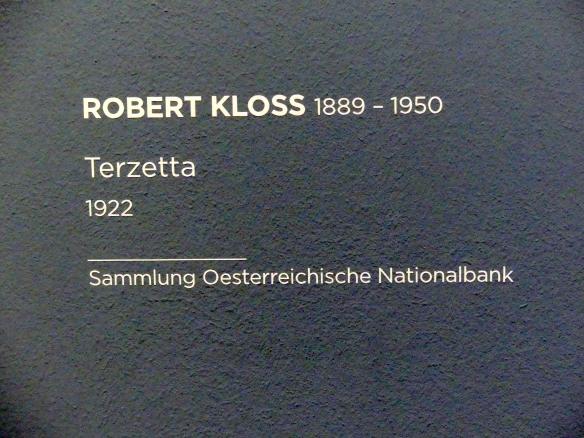 ROBERT KLOSS 1889 – 1950
Terzetta
1922
Sammlung Oesterreichische Nationalbank